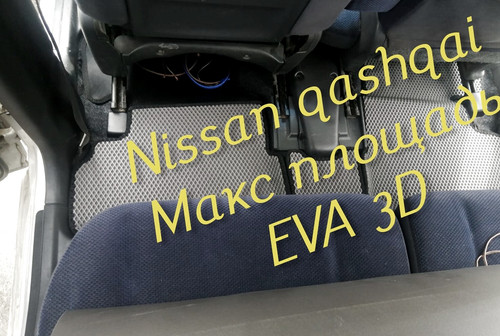 Nissan qashqai
Макс площадь
EVA 3D